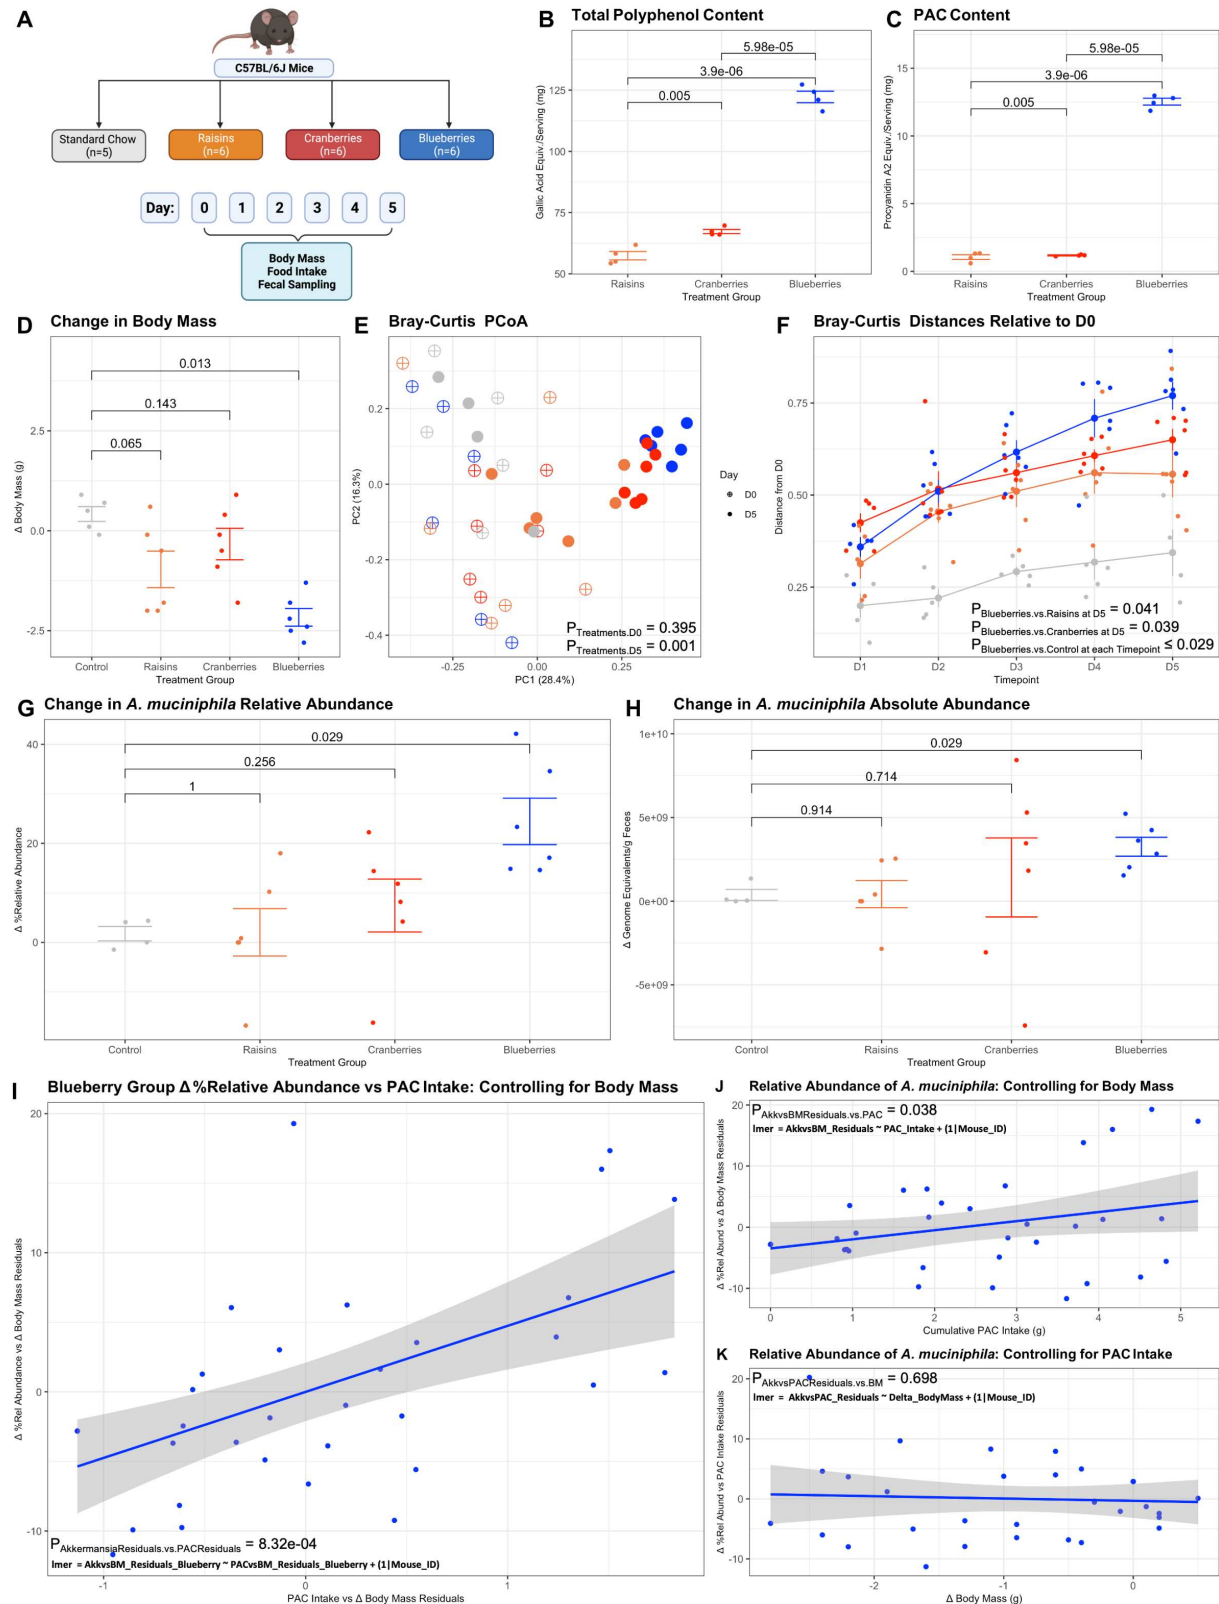 A
C57BL/6J Mice
Standard Chow
(n=5)
Raisins
(n=6)
Cranberries
(n=6)
Blueberries
(n=6)
Day: 0 1 2 3 4 5
Body Mass
Food Intake
Fecal Sampling
B Total Polyphenol Content
5.98e-05
3.9e-06
0.005
Gallic Acid Equiv./Serving (mg)
125
100
75
50
Raisins Cranberries Blueberries
Treatment Group
C PAC Content
5.98e-05
3.9e-06
0.005
Procyanidin A2 Equiv./Serving (mg)
15
10
5
0
Raisins Cranberries Blueberries
Treatment Group
D Change in Body Mass
0.013
0.143
0.065
Δ Body Mass (g)
2.5
0.0
-2.5
Control Raisins Cranberries Blueberries
Treatment Group
E Bray-Curtis PCoA
PC2 (16.3%)
0.2
0.0
-0.2
-0.4
P Treatments.D0 = 0.395
P Treatments.D5 = 0.001
-0.25 0.00 0.25
PC1 (28.4%)
Day
D0
D5
F Bray-Curtis Distances Relative to D0
Distance from D0
0.75
0.50
0.25
P Blueberries.vs.Raisins at D5 = 0.041
P Blueberries.vs.Cranberries at D5 = 0.039
P Blueberries.vs.Control at each Timepoint ≤ 0.029
D1 D2 D3 D4 D5
Timepoint
G Change in A. muciniphila Relative Abundance
0.029
0.256
1
Δ %Relative Abundance
40
20
0
Control Raisins Cranberries Blueberries
Treatment Group
H Change in A. muciniphila Absolute Abundance
0.029
0.714
0.914
Δ Genome Equivalents/g Feces
1e+10
5e+09
0e+00
-5e+09
Control Raisins Cranberries Blueberries
Treatment Group
I Blueberry Group Δ %Relative Abundance vs PAC Intake: Controlling for Body Mass
Δ %Rel Abundance vs Δ Body Mass Residuals
20
10
0
-10
P AkkermansiaResiduals.vs.PACResiduals = 8.32e-04
lmer = AkkvsBM_Residuals_Blueberry ~ PACvsBM_Residuals_Blueberry + (1|Mouse_ID)
-1 0 1
PAC Intake vs Δ Body Mass Residuals
J Relative Abundance of A. muciniphila: Controlling for Body Mass
P AkkvsBMResiduals.vs.PAC = 0.038
lmer = AkkvsBM_Residuals ~ PAC_Intake + (1|Mouse_ID)
Δ %Rel Abund vs Δ Body Mass Residuals
20
10
0
-10
0 1 2 3 4 5
Cumulative PAC Intake (g)
K Relative Abundance of A. muciniphila: Controlling for PAC Intake
P AkkvsPACResiduals.vs.BM = 0.698
lmer = AkkvsPAC_Residuals ~ Delta_BodyMass + (1|Mouse_ID)
Δ %Rel Abund vs PAC Intake Residuals
20
10
0
-10
-2 -1 0
Δ Body Mass (g)